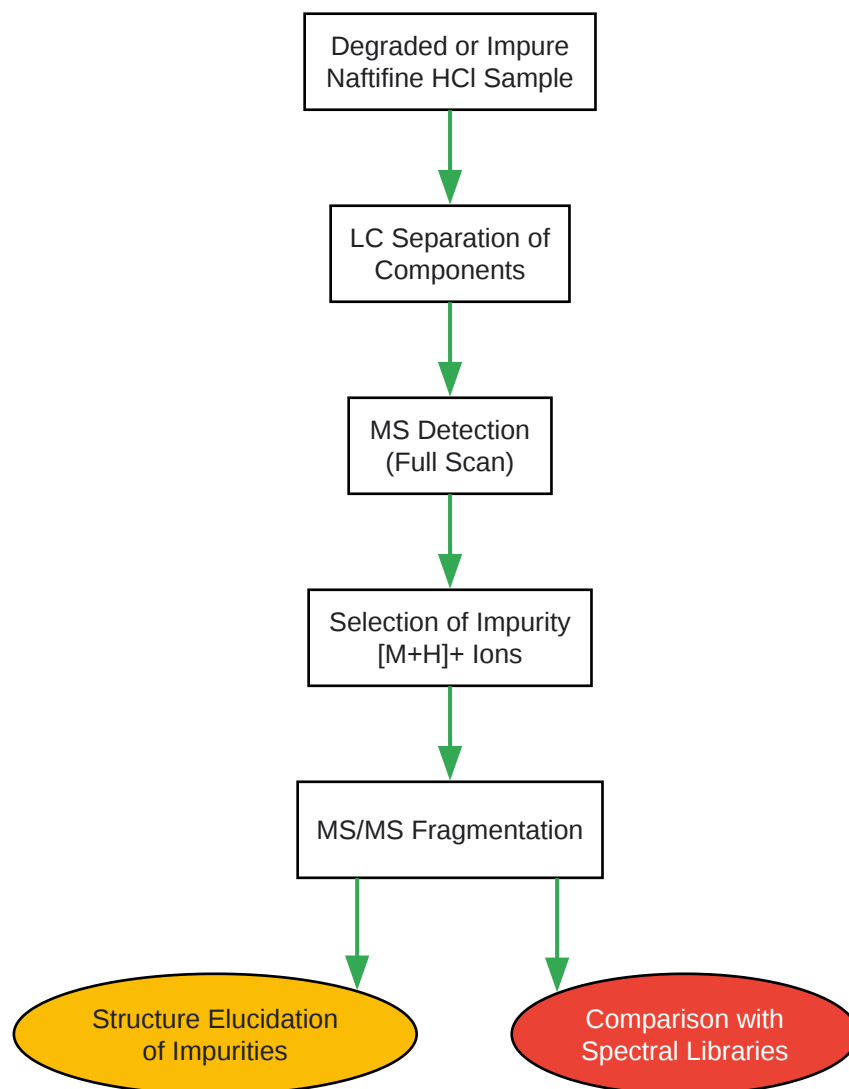 Degraded or Impure
Naftifine HCl Sample
LC Separation of
Components
MS Detection
(Full Scan)
Selection of Impurity
[M+H]+ Ions
MS/MS Fragmentation
Structure Elucidation
of Impurities
Comparison with
Spectral Libraries